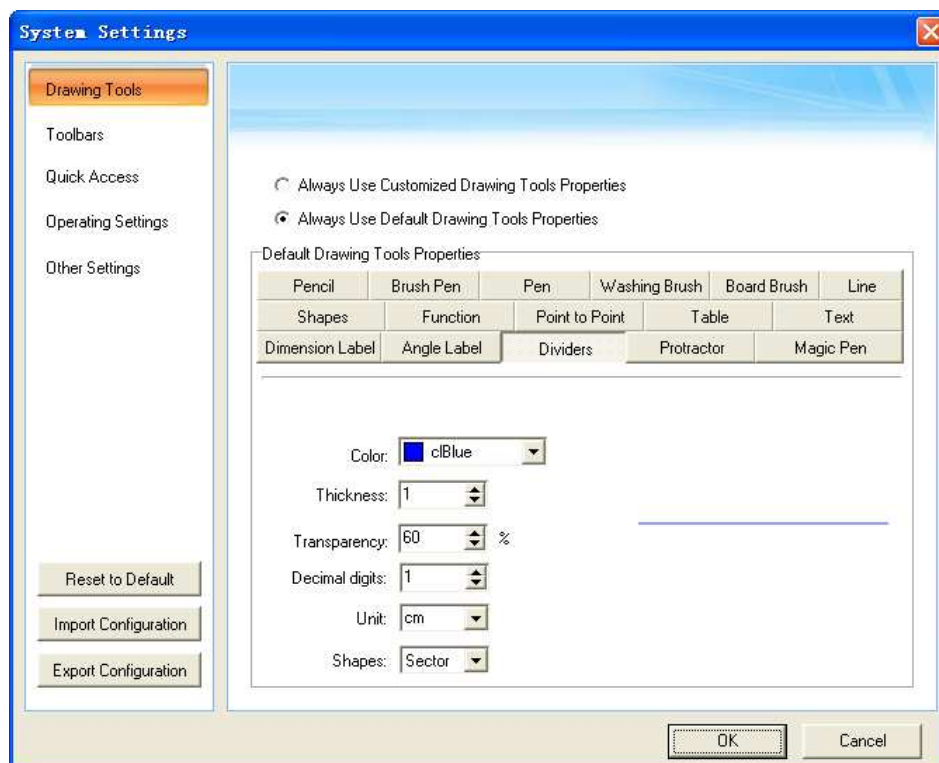 System Settings
Drawing Tools
Toolbars
Quick Access
Operating Settings
Other Settings
Reset to Default
Import Configuration
Export Configuration
Always Use Customized Drawing Tools Properties
Always Use Default Drawing Tools Properties
Default Drawing Tools Properties
Pencil Brush Pen Pen Washing Brush Board Brush Line
Shapes Function Point to Point Table Text
Dimension Label Angle Label Dividers Protractor Magic Pen
Color: clBlue
Thickness: 1
Transparency: 60 %
Decimal digits: 1
Unit: cm
Shapes: Sector
OK Cancel